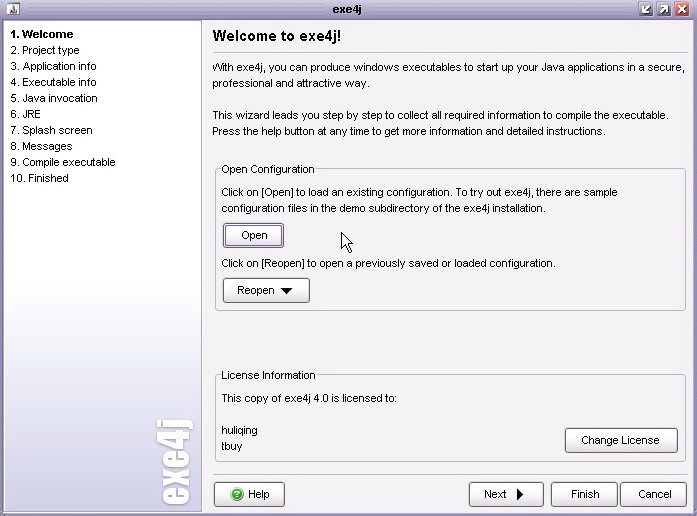 exe4j
1. Welcome
2. Project type
3. Application info
4. Executable info
5. Java invocation
6. JRE
7. Splash screen
8. Messages
9. Compile executable
10. Finished
exe4j
Welcome to exe4j!
With exe4j, you can produce windows executables to start up your Java applications in a secure,
professional and attractive way.
This wizard leads you step by step to collect all required information to compile the executable.
Press the help button at any time to get more information and detailed instructions.
Open Configuration
Click on [Open] to load an existing configuration. To try out exe4j, there are sample
configuration files in the demo subdirectory of the exe4j installation.
Open
Click on [Reopen] to open a previously saved or loaded configuration.
Reopen
License Information
This copy of exe4j 4.0 is licensed to:
huliqing
tbuy
Change License
Help
Next
Finish
Cancel